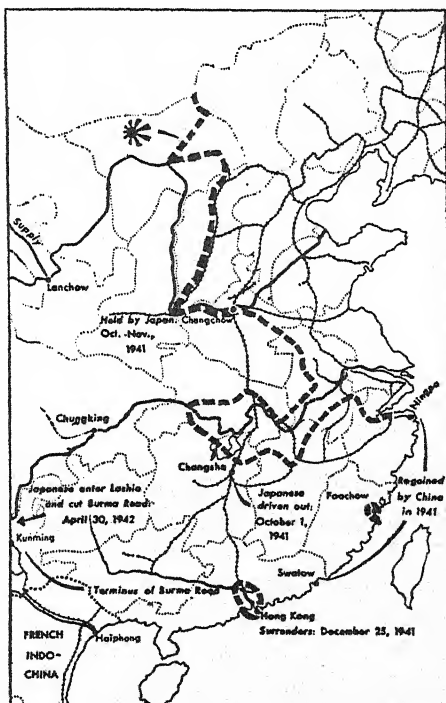 Supply
Lanchow
Held by Japan. Changchow
Oct.-Nov.,
1941
Chungking
Ningpo
Changsha
Japanese enter Lashio
and cut Burma Road:
April 30, 1942
Japanese
driven out:
October 1,
1941
Foochow
Regained
by China
in 1941
Kunming
Swatow
Terminus of Burma Road
Hong Kong
Surrenders: December 25, 1941
FRENCH
INDO-
CHINA
Haiphong